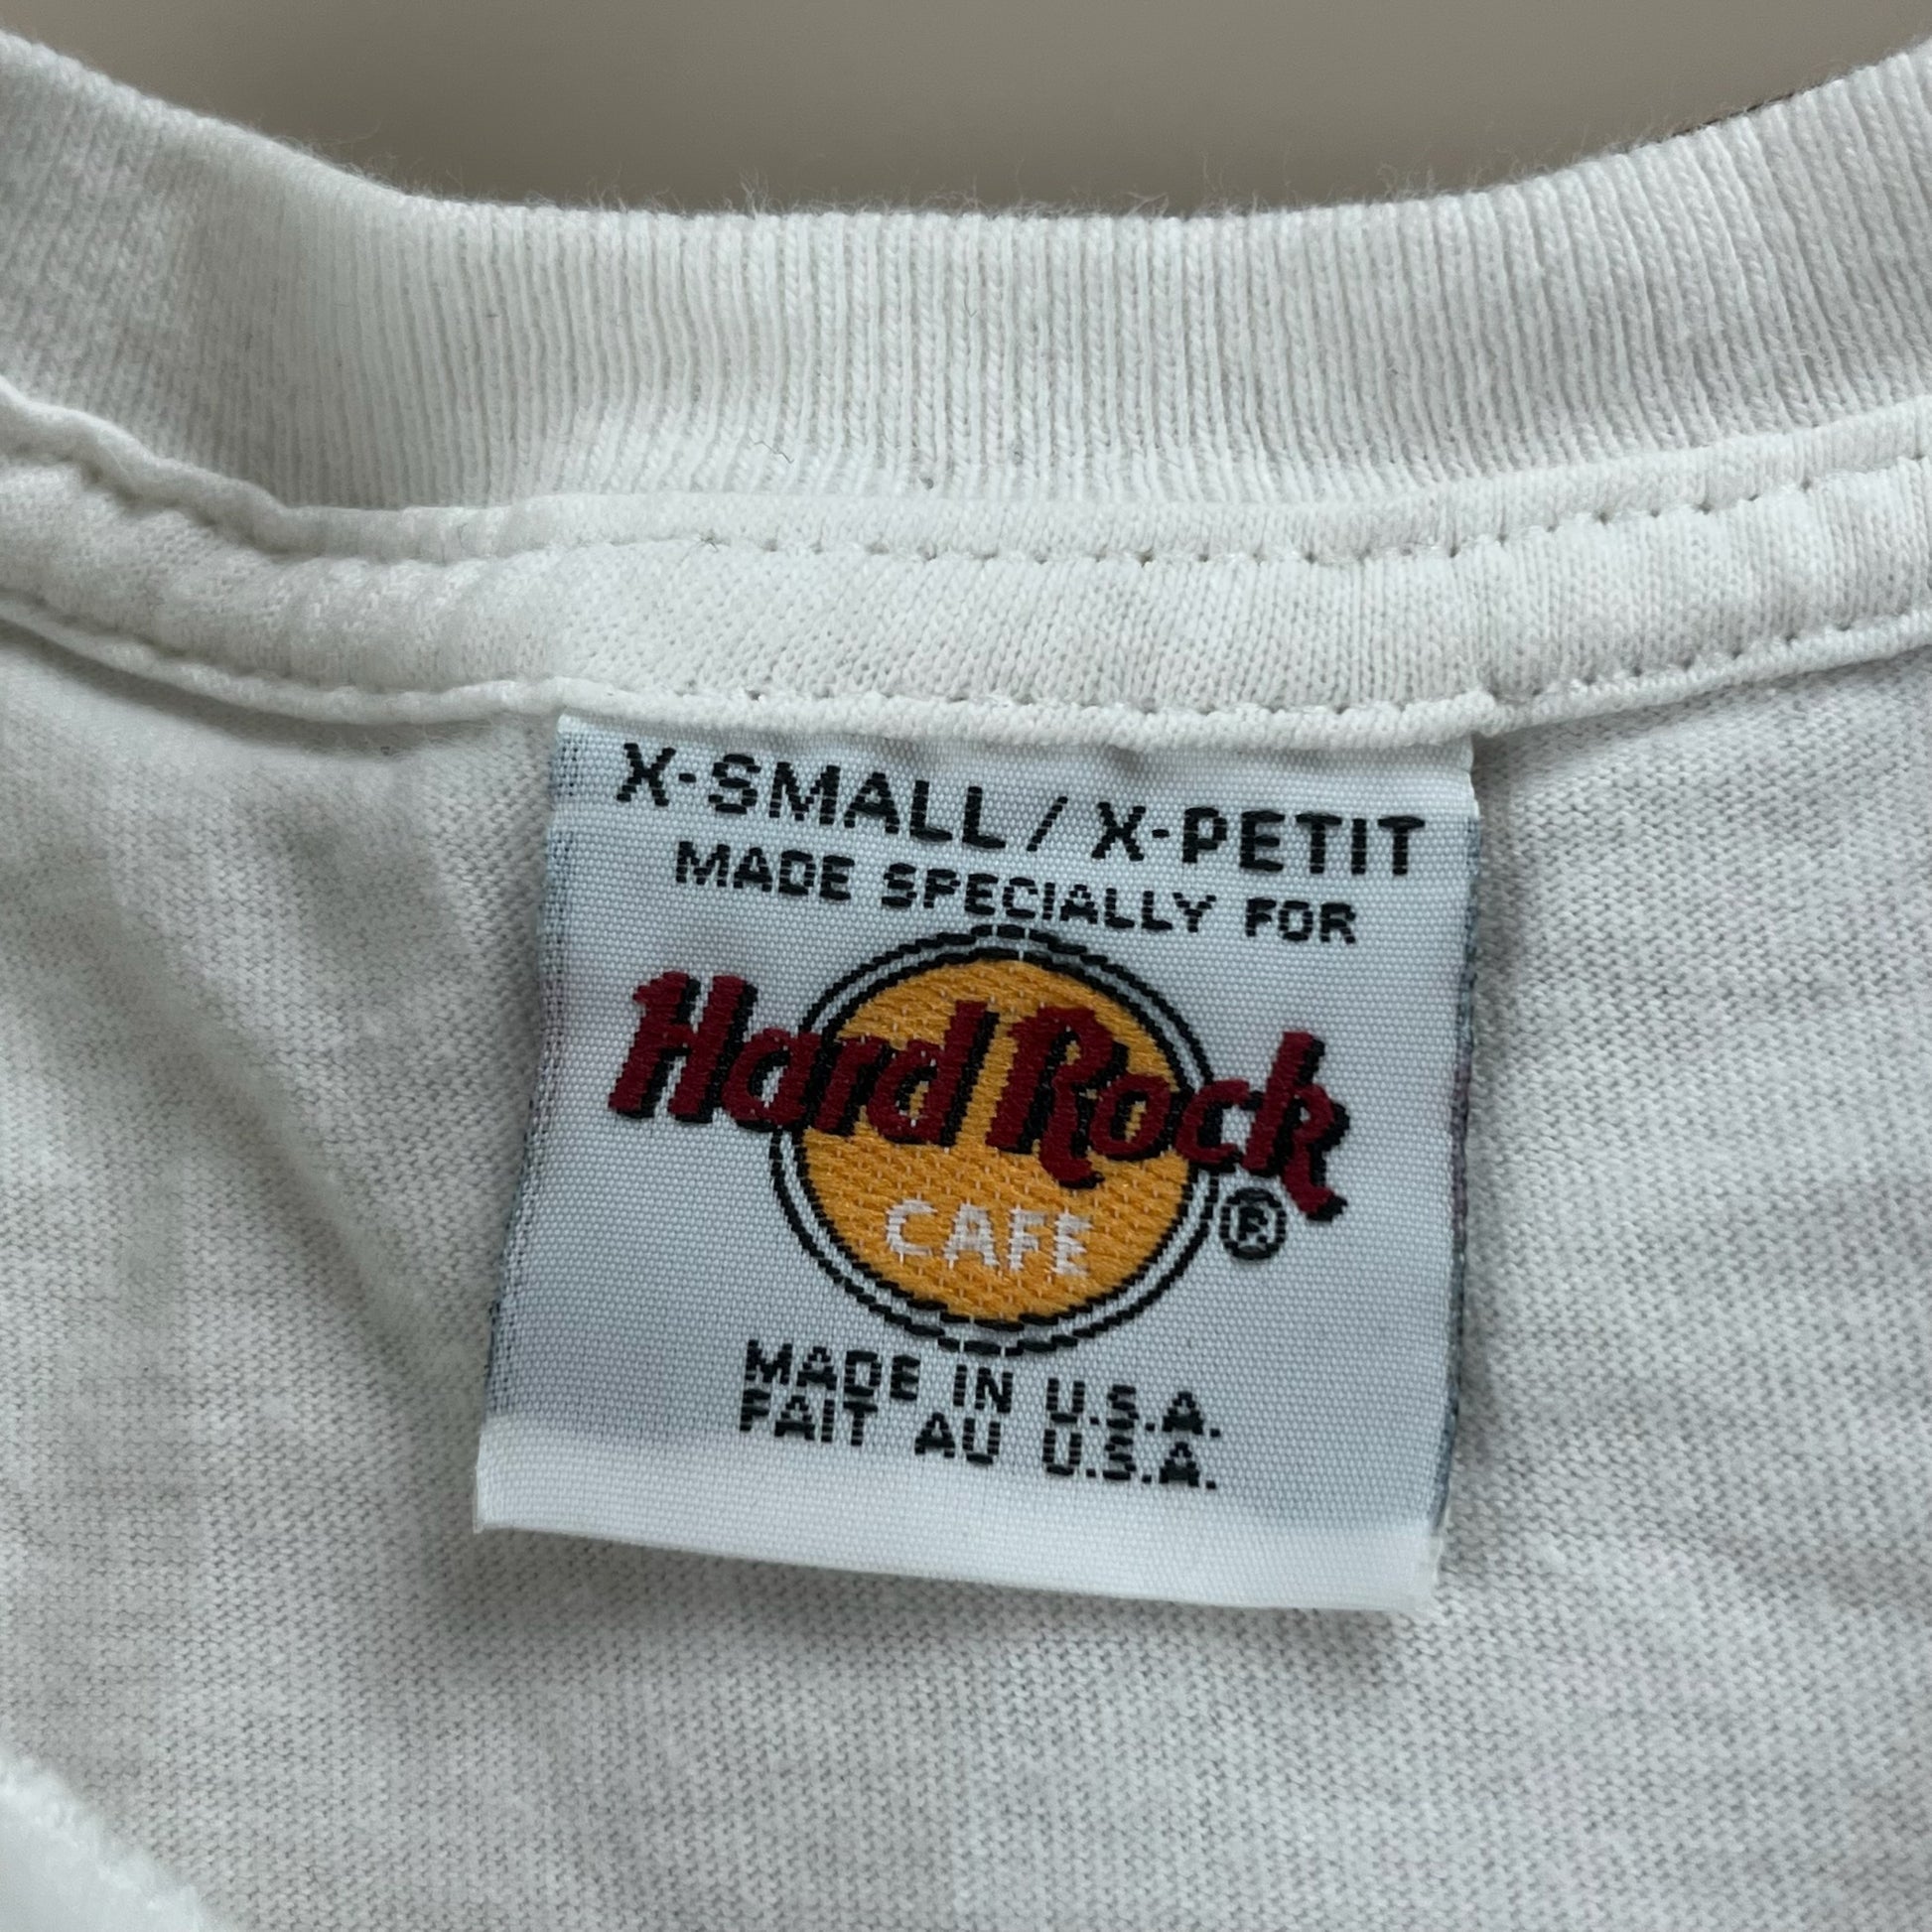 X-SMALL / X-PETIT
MADE SPECIALLY FOR
Hard Rock
CAFE
®
MADE IN U.S.A.
FAIT AU U.S.A.